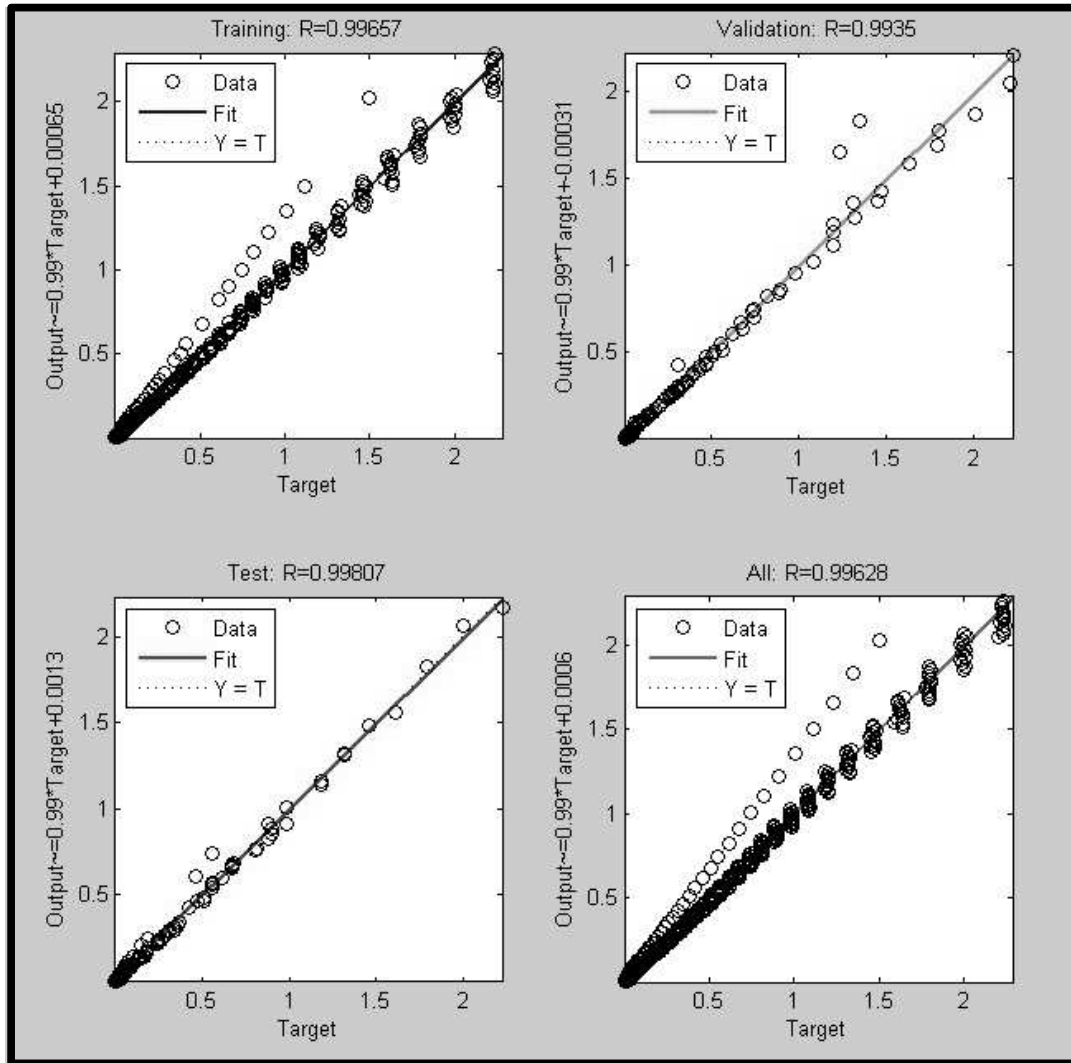 Training: R=0.99657
Output~=0.99*Target+0.00065
Data
Fit
Y = T
2
1.5
1
0.5
0.5
1
1.5
2
Target
Validation: R=0.9935
Output~=0.99*Target+-0.00031
Data
Fit
Y = T
2
1.5
1
0.5
0.5
1
1.5
2
Target
Test: R=0.99807
Output~=0.99*Target+0.0013
Data
Fit
Y = T
2
1.5
1
0.5
0.5
1
1.5
2
Target
All: R=0.99628
Output~=0.99*Target+0.0006
Data
Fit
Y = T
2
1.5
1
0.5
0.5
1
1.5
2
Target